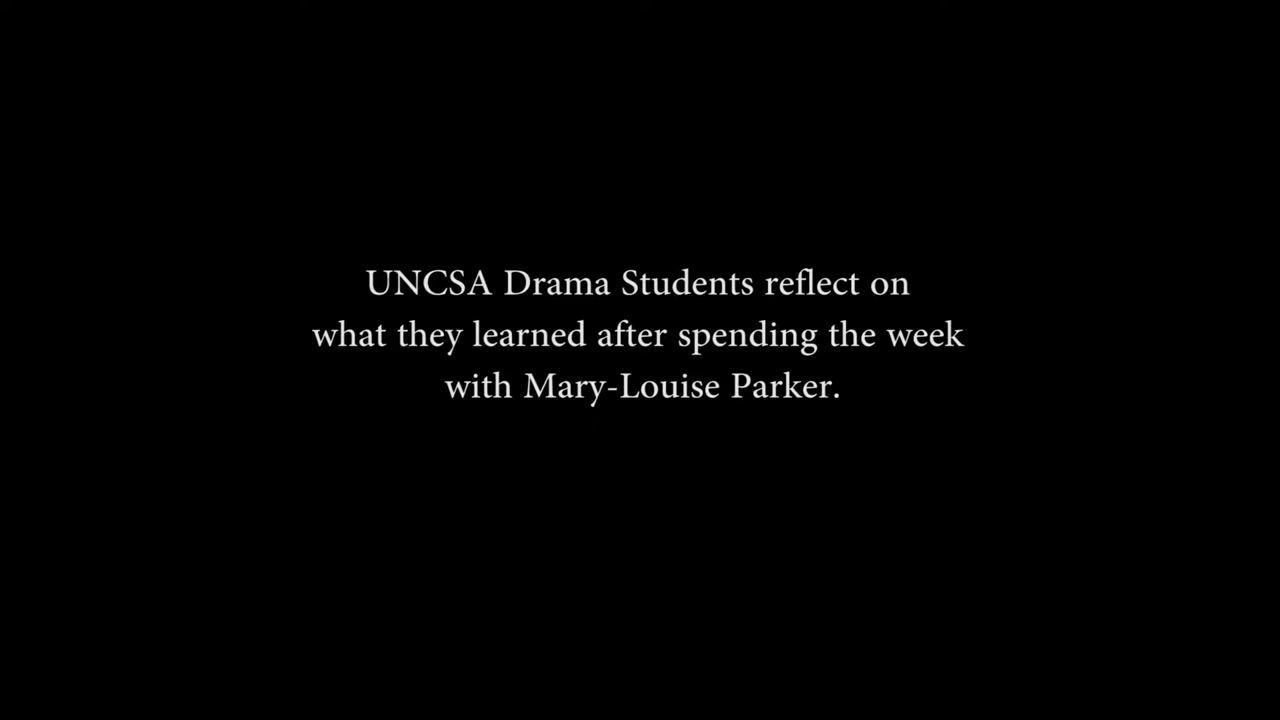 UNCSA Drama Students reflect on
what they learned after spending the week
with Mary-Louise Parker.